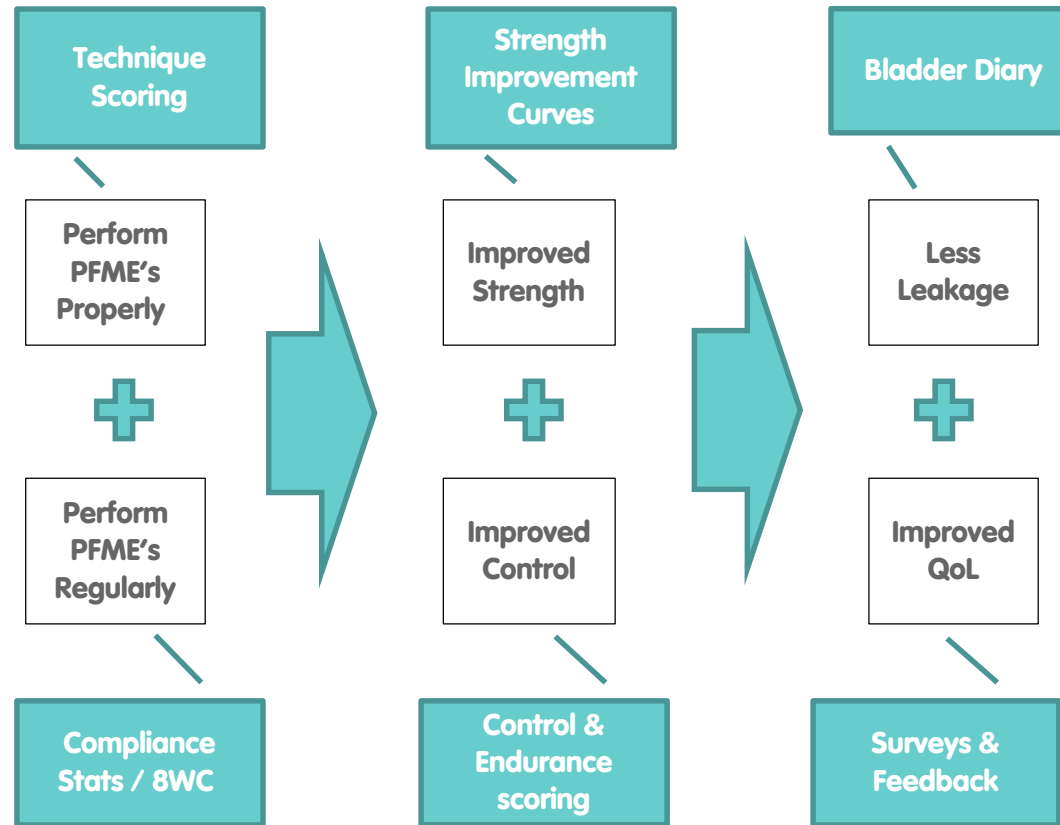 Technique
Scoring
Strength
Improvement
Curves
Bladder Diary
Perform
PFME’s
Properly
Improved
Strength
Less
Leakage
Perform
PFME’s
Regularly
Improved
Control
Improved
QoL
Compliance
Stats / 8WC
Control &
Endurance
scoring
Surveys &
Feedback